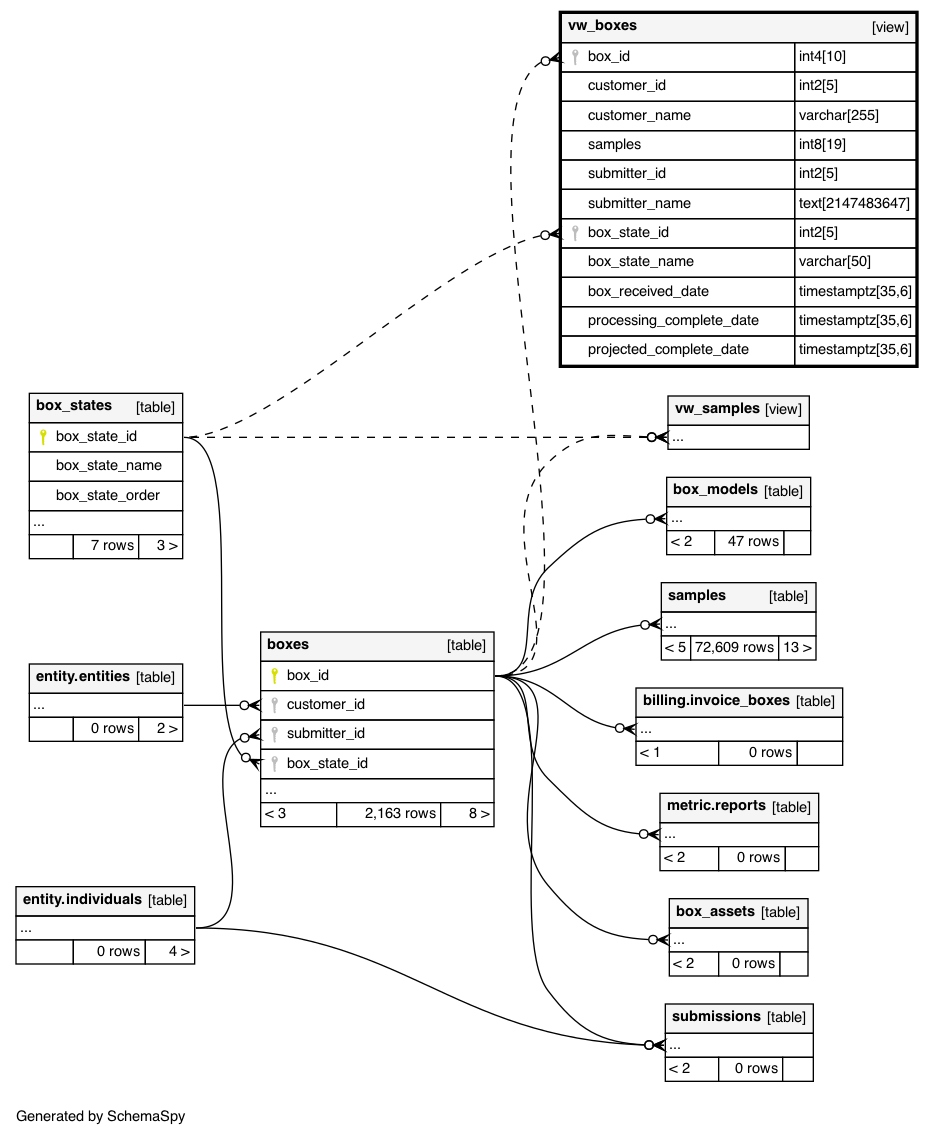 vw_boxes [view]
box_id int4[10]
customer_id int2[5]
customer_name varchar[255]
samples int8[19]
submitter_id int2[5]
submitter_name text[2147483647]
box_state_id int2[5]
box_state_name varchar[50]
box_received_date timestamptz[35,6]
processing_complete_date timestamptz[35,6]
projected_complete_date timestamptz[35,6]
box_states [table]
box_state_id
box_state_name
box_state_order
...
7 rows 3 >
vw_samples [view]
...
box_models [table]
...
< 2 47 rows
samples [table]
...
< 5 72,609 rows 13 >
boxes [table]
box_id
customer_id
submitter_id
box_state_id
...
< 3 2,163 rows 8 >
entity.entities [table]
...
0 rows 2 >
billing.invoice_boxes [table]
...
< 1 0 rows
metric.reports [table]
...
< 2 0 rows
entity.individuals [table]
...
0 rows 4 >
box_assets [table]
...
< 2 0 rows
submissions [table]
...
< 2 0 rows
Generated by SchemaSpy